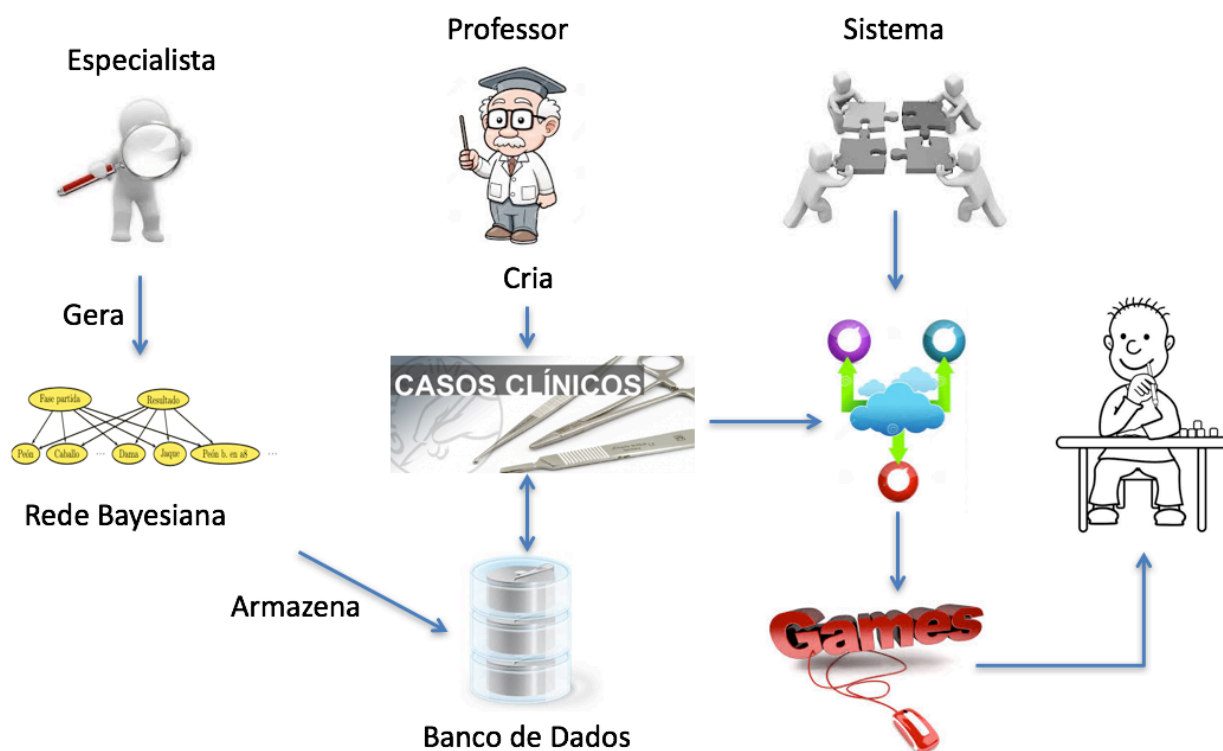 Especialista
Professor
Sistema
Gera
Cria
Fase partida
Resultado
Peón
Caballo
...
Dama
Jaque
Peón b. en a8
...
CASOS CLÍNICOS
Rede Bayesiana
Armazena
Banco de Dados
Games